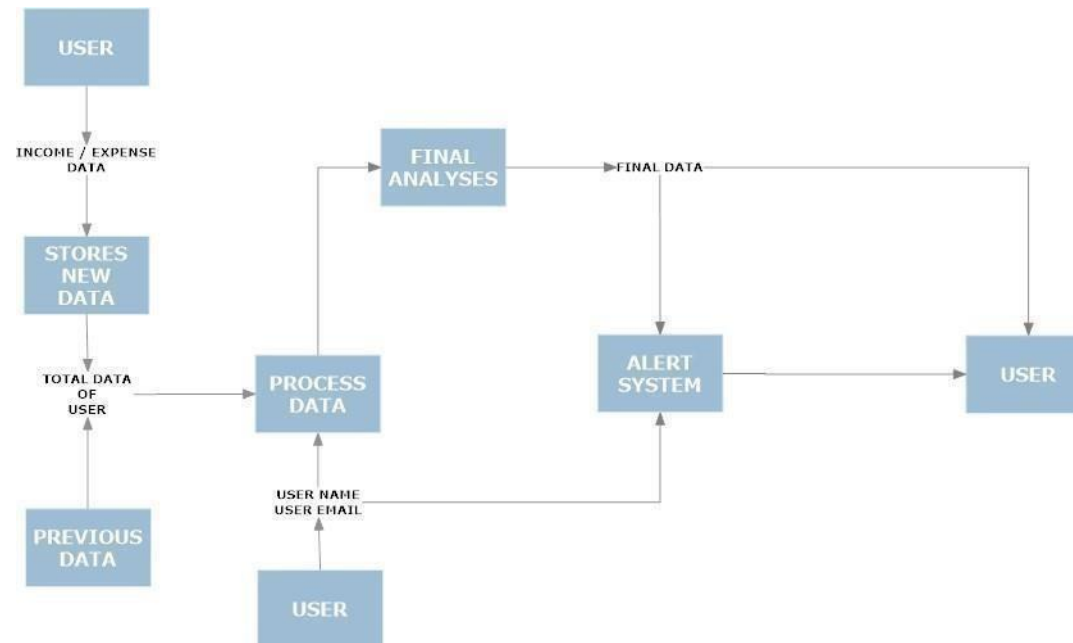 USER
INCOME / EXPENSE
DATA
STORES
NEW
DATA
TOTAL DATA
OF
USER
PREVIOUS
DATA
PROCESS
DATA
USER NAME
USER EMAIL
USER
FINAL
ANALYSES
FINAL DATA
ALERT
SYSTEM
USER